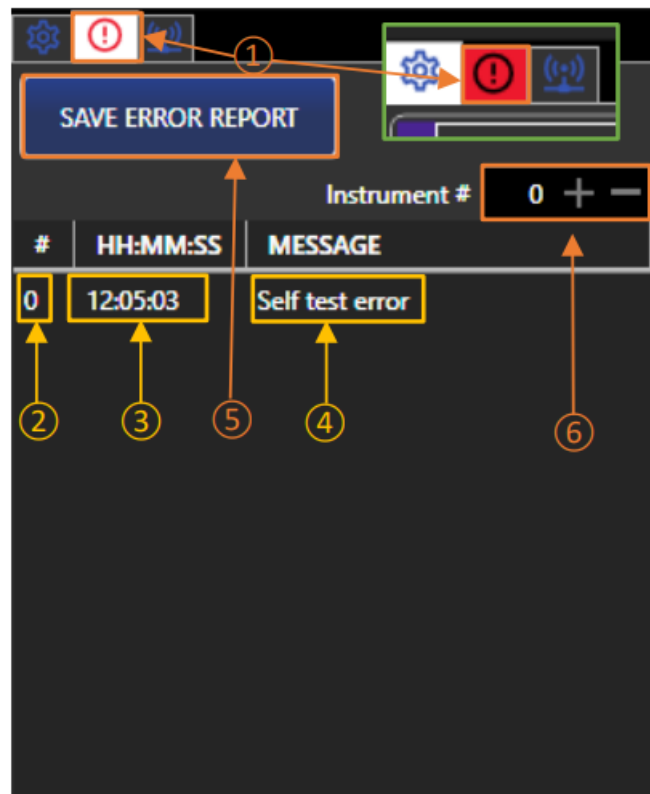 ①
SAVE ERROR REPORT
Instrument # 0 + −
# HH:MM:SS MESSAGE
0 12:05:03 Self test error
② ③ ⑤ ④ ⑥